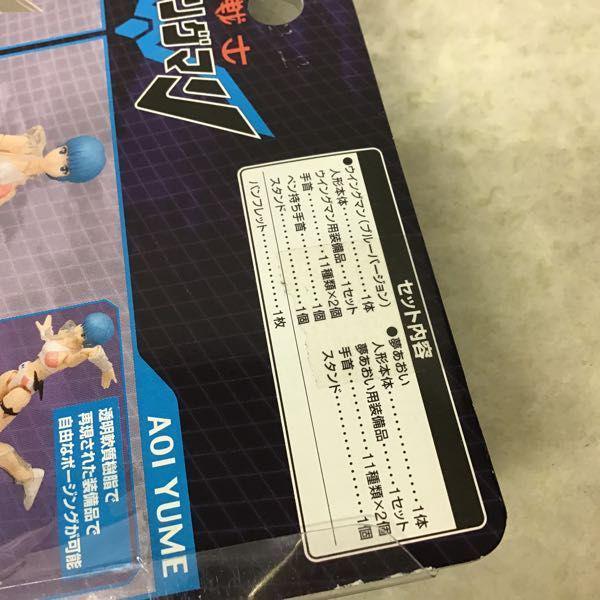 戦士
ングマン
セット内容
●ウイングマン(ブルーバージョン)
人形本体............1体
ウイングマン用装備品...1セット
手首............11種類×2個
ペン持ち手首............1個
スタンド............1個
パンフレット............1枚
●夢あおい
人形本体............1体
夢あおい用装備品......1セット
手首............11種類×2個
スタンド............1個
AOI YUME
透明軟質樹脂で
再現された装備品で
自由なポージングが可能